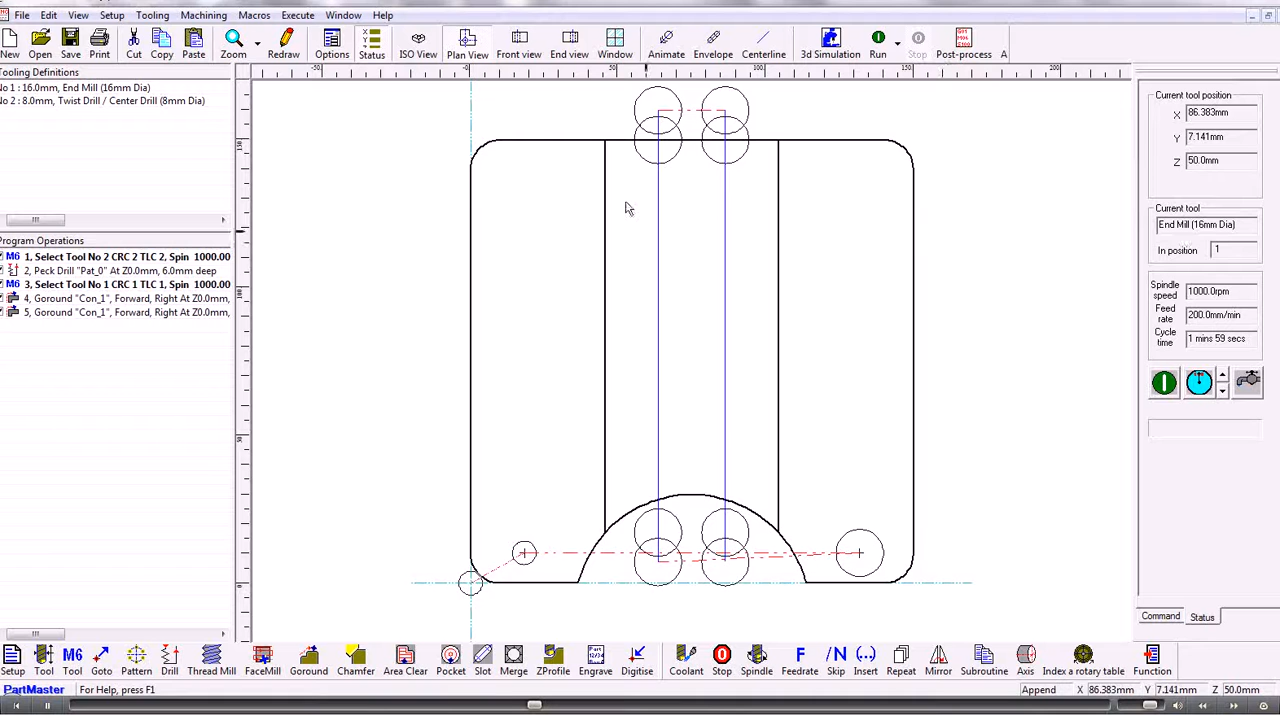 File Edit View Setup Tooling Machining Macros Execute Window Help
New Open Save Print Cut Copy Paste Zoom Redraw Options Status ISO View Plan View Front view End view Window Animate Envelope Centerline 3d Simulation Run Stop Post-process A
Tooling Definitions
No 1 : 16.0mm, End Mill (16mm Dia)
No 2 : 8.0mm, Twist Drill / Center Drill (8mm Dia)
Program Operations
M6 1, Select Tool No 2 CRC 2 TLC 2, Spin 1000.00
2, Peck Drill "Pat_0" At Z0.0mm, 6.0mm deep
M6 3, Select Tool No 1 CRC 1 TLC 1, Spin 1000.00
4, Goround "Con_1", Forward, Right At Z0.0mm,
5, Goround "Con_1", Forward, Right At Z0.0mm,
-50 -0 50 100 150 200
150
100
50
0
Current tool position
X 86.383mm
Y 7.141mm
Z 50.0mm
Current tool
End Mill (16mm Dia)
In position 1
Spindle speed 1000.0rpm
Feed rate 200.0mm/min
Cycle time 1 mins 59 secs
Command Status
Setup Tool M6 Tool Goto Pattern Drill Thread Mill FaceMill Goround Chamfer Area Clear Pocket Slot Merge ZProfile Engrave Digitise Coolant Stop Spindle Feedrate /N Skip (..) Insert Repeat Mirror Subroutine Axis Index a rotary table F Function
PartMaster For Help, press F1 Append X 86.383mm Y 7.141mm Z 50.0mm